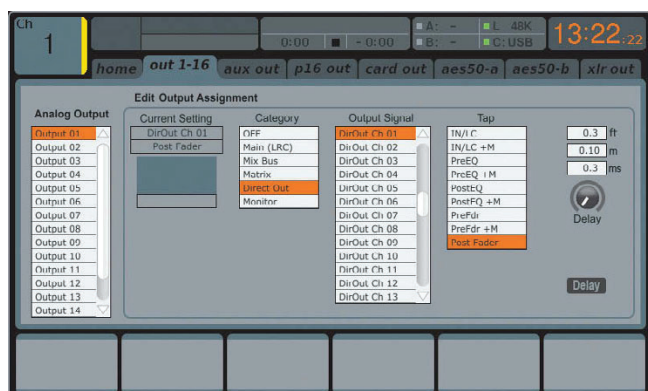 Ch
1
0:00 - 0:00
A: - L 48K
B: - C: USB
13:22:22
home out 1-16 aux out p16 out card out aes50-a aes50-b xlr out
Edit Output Assignment
Analog Output
Output 01
Output 02
Output 03
Output 04
Output 05
Output 06
Output 07
Output 08
Output 09
Output 10
Output 11
Output 12
Output 13
Output 14
Current Setting
DirOut Ch 01
Post Fader
Category
OFF
Main (LRC)
Mix Bus
Matrix
Direct Out
Monitor
Output Signal
DirOut Ch 01
DirOut Ch 02
DirOut Ch 03
DirOut Ch 04
DirOut Ch 05
DirOut Ch 06
DirOut Ch 07
DirOut Ch 08
DirOut Ch 09
DirOut Ch 10
DirOut Ch 11
DirOut Ch 12
DirOut Ch 13
Tap
IN/LC
IN/LC +M
PreEQ
PreEQ +M
PostEQ
PostEQ +M
PreFdr
PreFdr +M
Post Fader
0.3 ft
0.10 m
0.3 ms
Delay
Delay